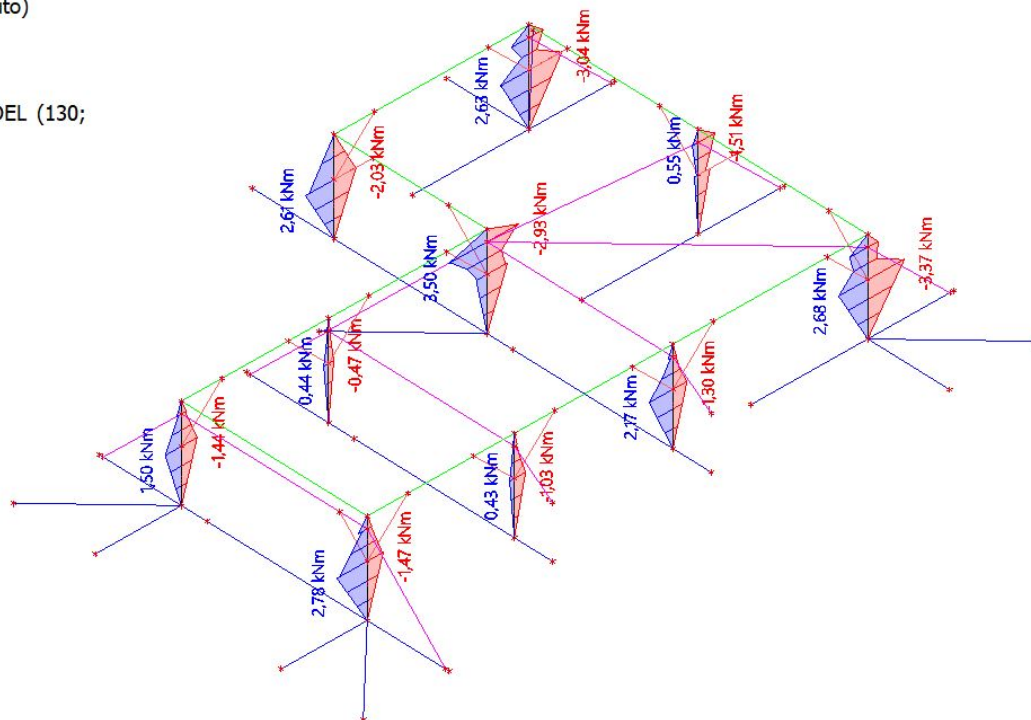 uto)
DEL (130;
2,63 kNm
-3,04 kNm
2,61 kNm
-2,03 kNm
0,55 kNm
-1,51 kNm
3,50 kNm
-2,93 kNm
2,68 kNm
-3,37 kNm
0,44 kNm
-0,47 kNm
2,17 kNm
-1,30 kNm
1,50 kNm
-1,44 kNm
0,43 kNm
-1,03 kNm
2,78 kNm
-1,47 kNm